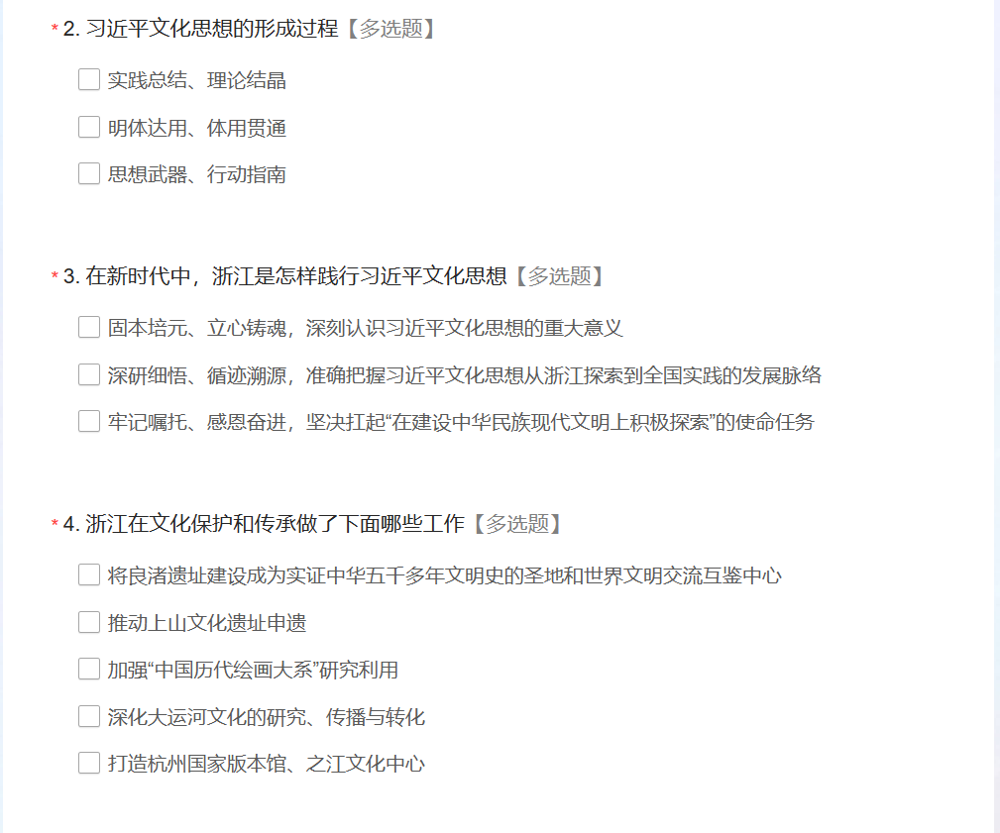 * 2. 习近平文化思想的形成过程【多选题】
实践总结、理论结晶
明体达用、体用贯通
思想武器、行动指南
* 3. 在新时代中，浙江是怎样践行习近平文化思想【多选题】
固本培元、立心铸魂，深刻认识习近平文化思想的重大意义
深研细悟、循迹溯源，准确把握习近平文化思想从浙江探索到全国实践的发展脉络
牢记嘱托、感恩奋进，坚决扛起“在建设中华民族现代文明上积极探索”的使命任务
* 4. 浙江在文化保护和传承做了下面哪些工作【多选题】
将良渚遗址建设成为实证中华五千多年文明史的圣地和世界文明交流互鉴中心
推动上山文化遗址申遗
加强“中国历代绘画大系”研究利用
深化大运河文化的研究、传播与转化
打造杭州国家版本馆、之江文化中心